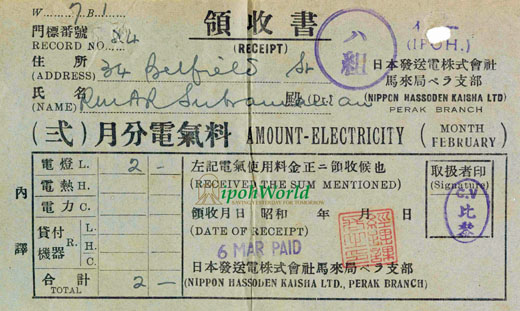 W 7 B 1
領收書
(RECEIPT)
門標番號
RECORD NO.
八組
(IPOH.)
住所
(ADDRESS) 34 Belfield St
日本發送電株式會社
馬來局ペラ支部
氏名
(NAME) RMAR Subramanian 殿
(NIPPON HASSODEN KAISHA LTD)
PERAK BRANCH
(弍)月分電氣料 AMOUNT-ELECTRICITY (MONTH FEBRUARY)
內譯
電燈 L. 2 -
電熱 H.
電力 C.
貸付機器 R. L. H. C.
合計 TOTAL 2 -
左記電氣使用料金正ニ領收候也
(RECEIVED THE SUM MENTIONED)
ipohWorld
SAVING YESTERDAY FOR TOMORROW
領收月日 昭和 年 月 日
(DATE OF RECEIPT)
6 MAR PAID
日本發送電株式會社馬來局ペラ支部
(NIPPON HASSODEN KAISHA LTD., PERAK BRANCH)
取扱者印
(Signature)
C.V